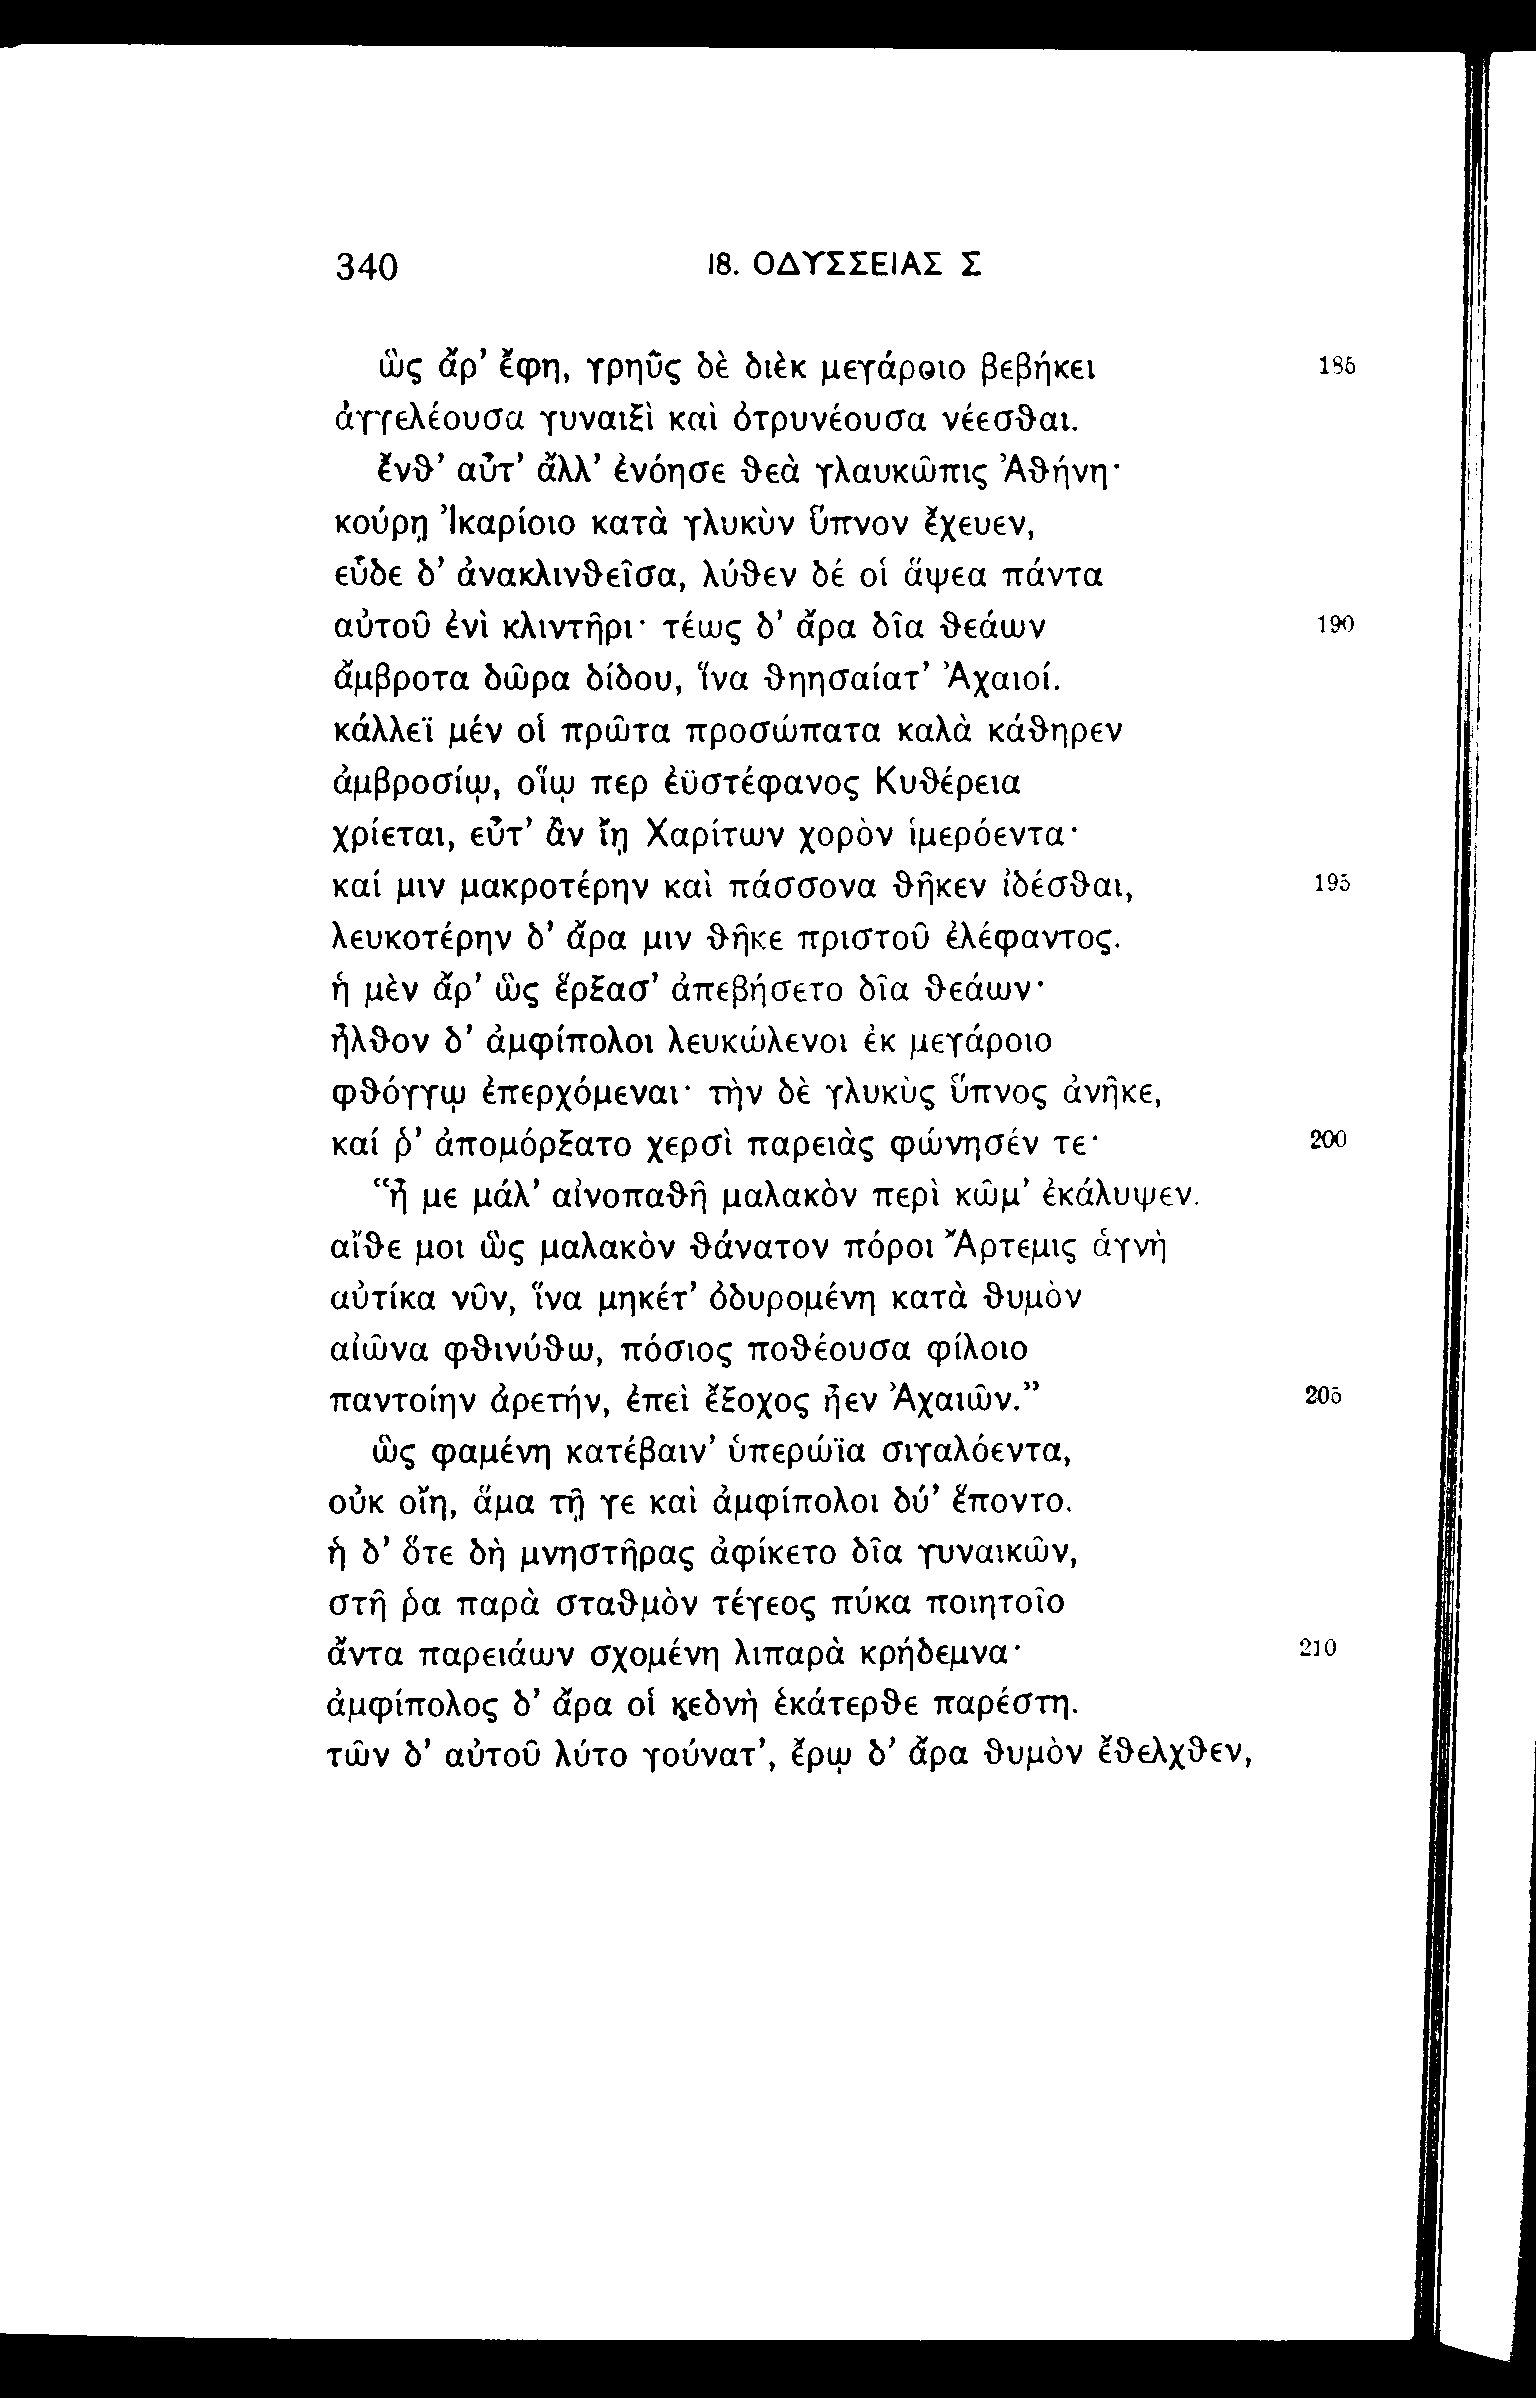 340 18. ΟΔΥΣΣΕΙΑΣ Σ
ὣς ἄρ’ ἔφη, γρηῦς δὲ διὲκ μεγάροιο βεβήκει 185
ἀγγελέουσα γυναιξὶ καὶ ὀτρυνέουσα νέεσθαι.
ἔνθ’ αὖτ’ ἄλλ’ ἐνόησε θεὰ γλαυκῶπις Ἀθήνη·
κούρῃ Ἰκαρίοιο κατὰ γλυκὺν ὕπνον ἔχευεν,
εὗδε δ’ ἀνακλινθεῖσα, λύθεν δέ οἱ ἅψεα πάντα
αὐτοῦ ἐνὶ κλιντῆρι· τέως δ’ ἄρα δῖα θεάων 190
ἄμβροτα δῶρα δίδου, ἵνα θηησαίατ’ Ἀχαιοί.
κάλλεϊ μέν οἱ πρῶτα προσώπατα καλὰ κάθηρεν
ἀμβροσίῳ, οἵῳ περ ἐϋστέφανος Κυθέρεια
χρίεται, εὖτ’ ἂν ἴῃ Χαρίτων χορὸν ἱμερόεντα·
καί μιν μακροτέρην καὶ πάσσονα θῆκεν ἰδέσθαι, 195
λευκοτέρην δ’ ἄρα μιν θῆκε πριστοῦ ἐλέφαντος.
ἡ μὲν ἄρ’ ὣς ἔρξασ’ ἀπεβήσετο δῖα θεάων·
ἦλθον δ’ ἀμφίπολοι λευκώλενοι ἐκ μεγάροιο
φθόγγῳ ἐπερχόμεναι· τὴν δὲ γλυκὺς ὕπνος ἀνῆκε,
καί ῥ’ ἀπομόρξατο χερσὶ παρειὰς φώνησέν τε· 200
“ἦ με μάλ’ αἰνοπαθῆ μαλακὸν περὶ κῶμ’ ἐκάλυψεν.
αἴθε μοι ὣς μαλακὸν θάνατον πόροι Ἄρτεμις ἁγνὴ
αὐτίκα νῦν, ἵνα μηκέτ’ ὀδυρομένη κατὰ θυμὸν
αἰῶνα φθινύθω, πόσιος ποθέουσα φίλοιο
παντοίην ἀρετήν, ἐπεὶ ἔξοχος ἦεν Ἀχαιῶν.” 205
ὣς φαμένη κατέβαιν’ ὑπερώϊα σιγαλόεντα,
οὐκ οἴη, ἅμα τῇ γε καὶ ἀμφίπολοι δύ’ ἕποντο.
ἡ δ’ ὅτε δὴ μνηστῆρας ἀφίκετο δῖα γυναικῶν,
στῆ ῥα παρὰ σταθμὸν τέγεος πύκα ποιητοῖο
ἄντα παρειάων σχομένη λιπαρὰ κρήδεμνα· 210
ἀμφίπολος δ’ ἄρα οἱ κεδνὴ ἑκάτερθε παρέστη.
τῶν δ’ αὐτοῦ λύτο γούνατ’, ἔρῳ δ’ ἄρα θυμὸν ἔθελχθεν,